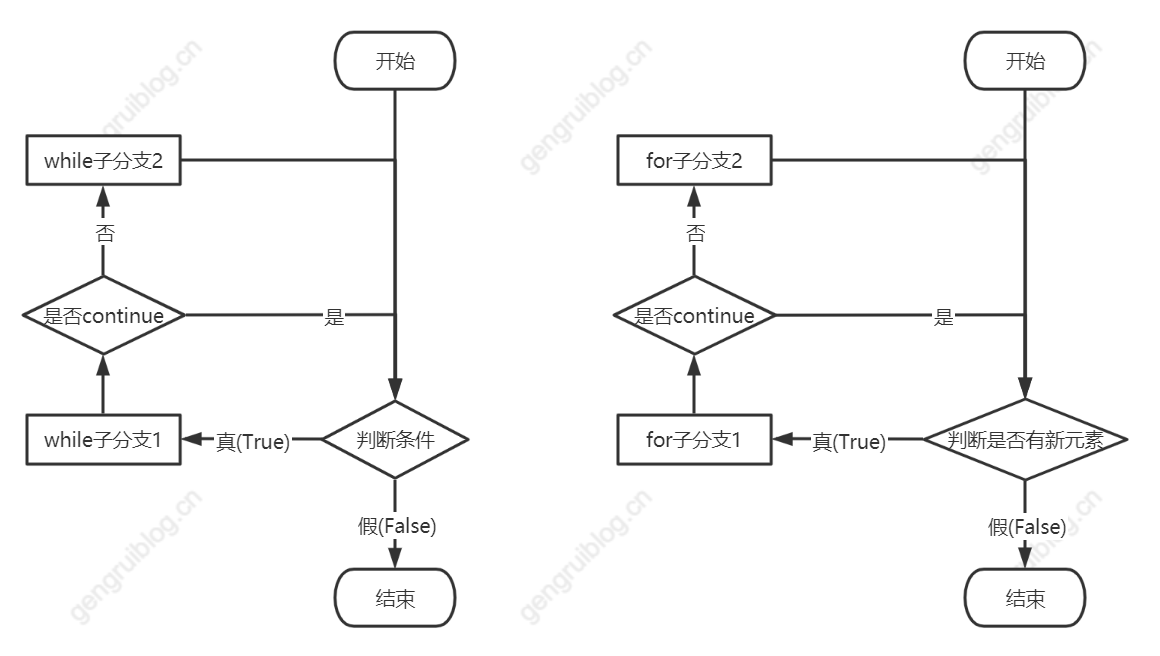 开始
while子分支2
否
是否continue
是
while子分支1
真(True)
判断条件
假(False)
结束
开始
for子分支2
否
是否continue
是
for子分支1
真(True)
判断是否有新元素
假(False)
结束
gengruiblog.cn
gengruiblog.cn
gengruiblog.cn
gengruiblog.cn